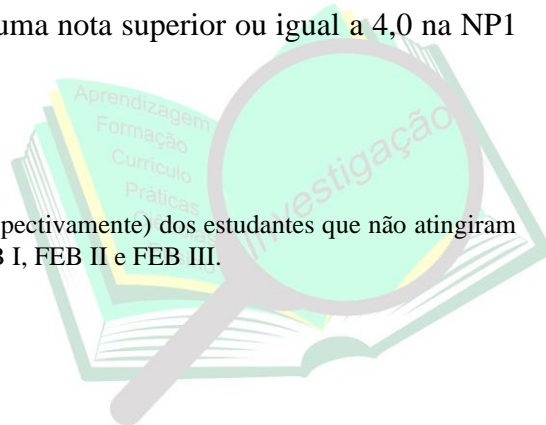 uma nota superior ou igual a 4,0 na NP1
Aprendizagem
Formação
Currículo
Práticas
Investigação
pectivamente) dos estudantes que não atingiram
I, FEB II e FEB III.